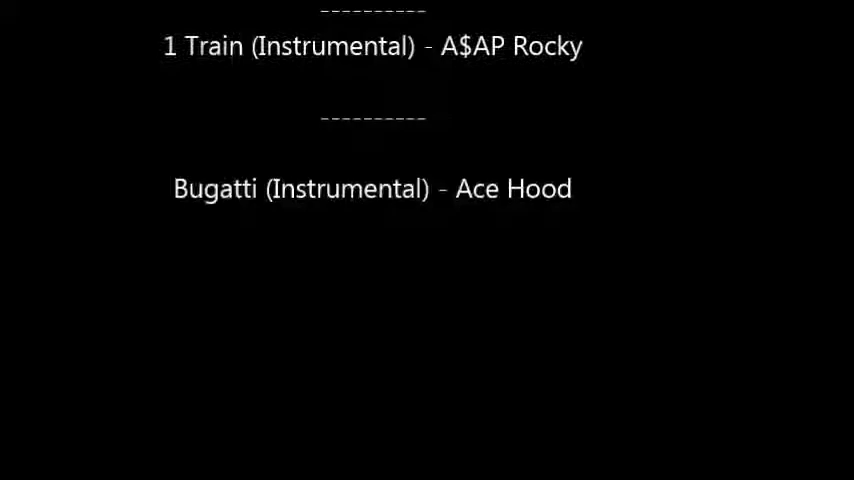 ----------
1 Train (Instrumental) - A$AP Rocky
----------
Bugatti (Instrumental) - Ace Hood